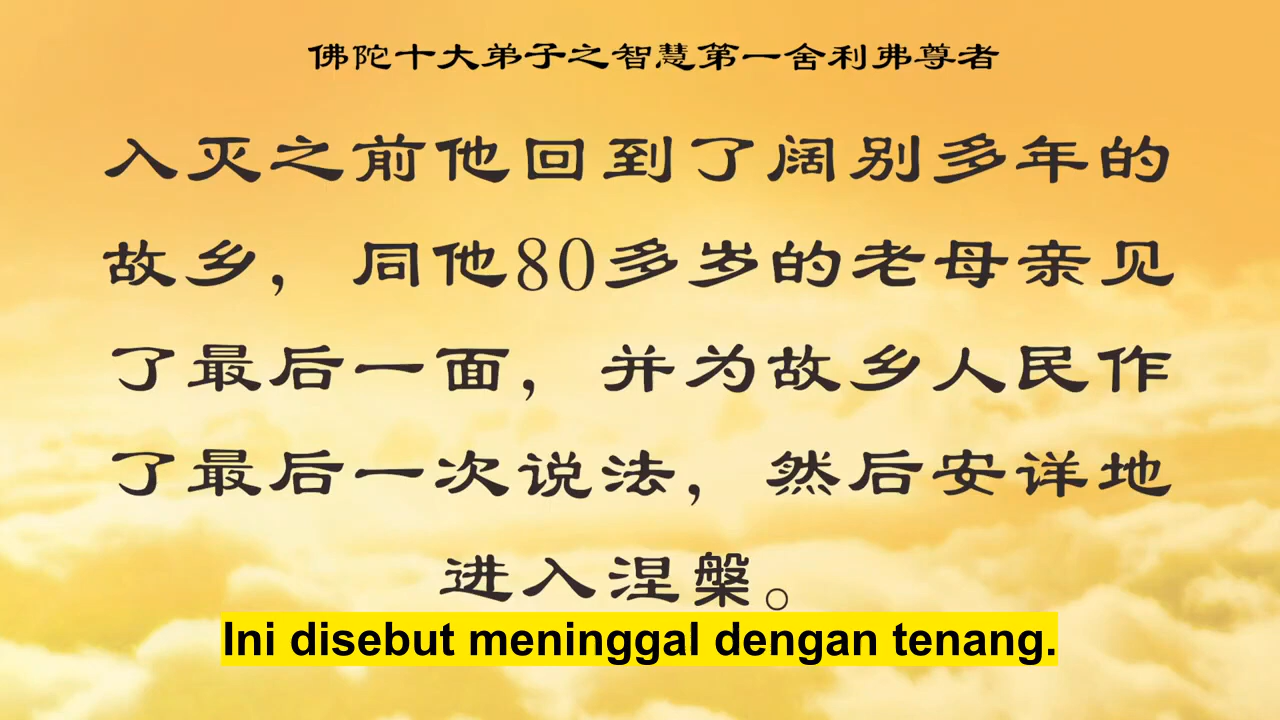 佛陀十大弟子之智慧第一舍利弗尊者
入灭之前他回到了阔别多年的
故乡，同他80多岁的老母亲见
了最后一面，并为故乡人民作
了最后一次说法，然后安详地
进入涅槃。
Ini disebut meninggal dengan tenang.